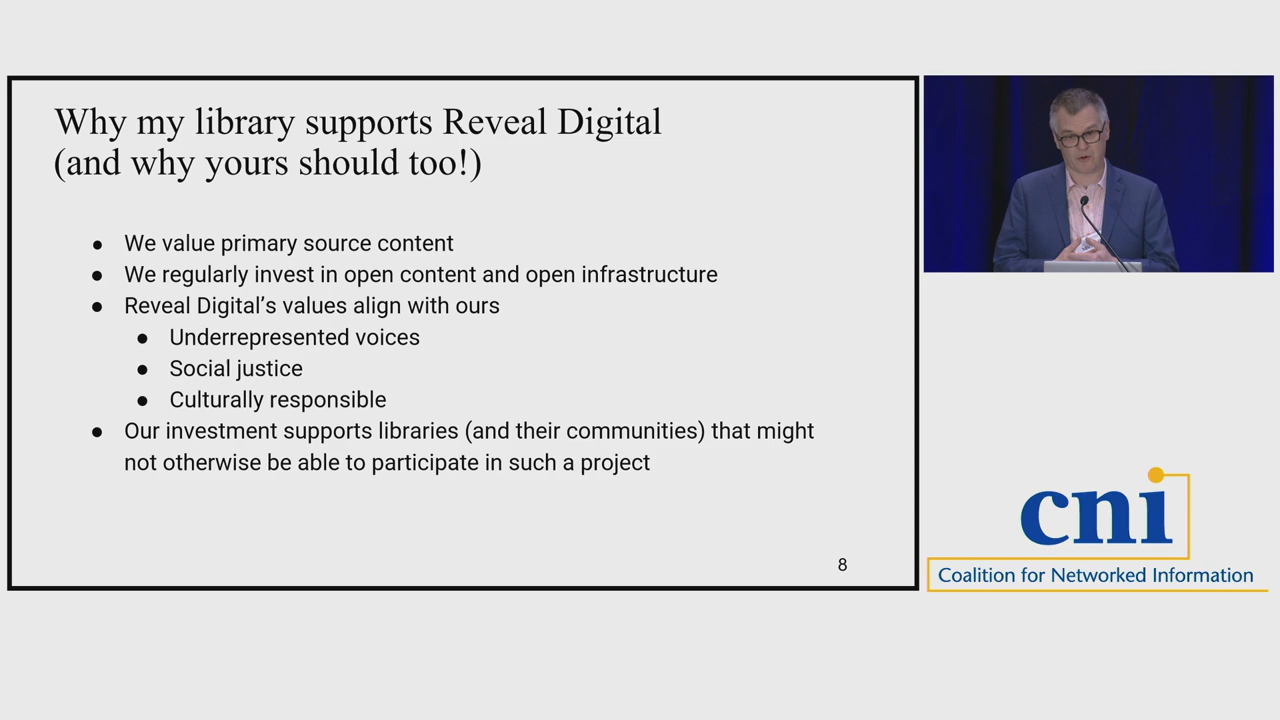 Why my library supports Reveal Digital
(and why yours should too!)
● We value primary source content
● We regularly invest in open content and open infrastructure
● Reveal Digital’s values align with ours
● Underrepresented voices
● Social justice
● Culturally responsible
● Our investment supports libraries (and their communities) that might
not otherwise be able to participate in such a project
8
cni
Coalition for Networked Information